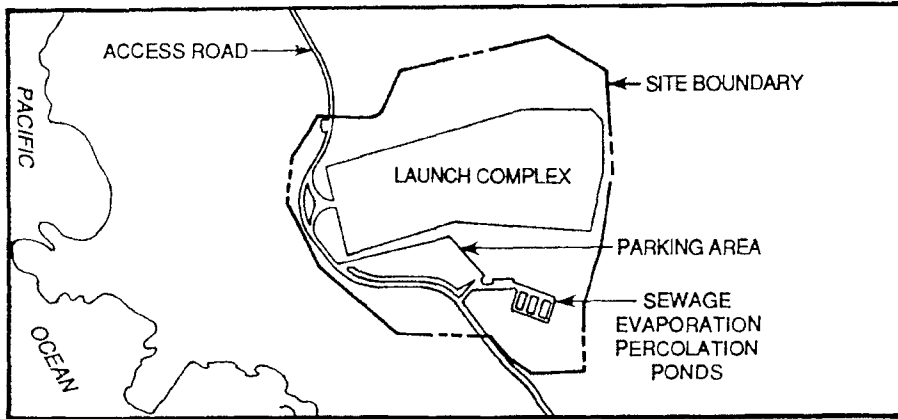 ACCESS ROAD
SITE BOUNDARY
PACIFIC
LAUNCH COMPLEX
PARKING AREA
SEWAGE
EVAPORATION
PERCOLATION
PONDS
OCEAN